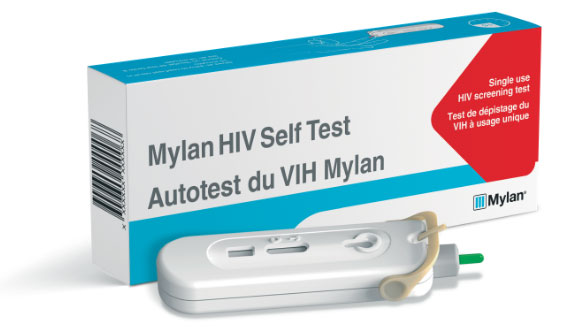 Mylan HIV Self Test
Autotest du VIH Mylan
Single use
HIV screening test
Test de dépistage du
VIH à usage unique
Mylan®